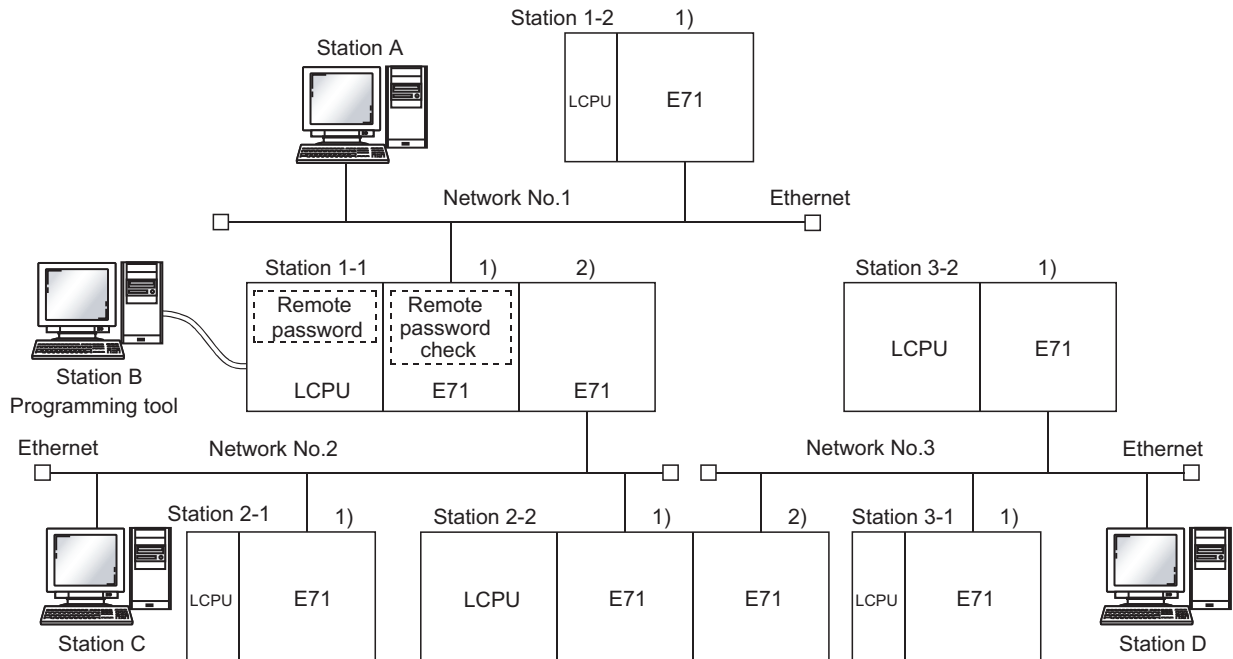 Station 1-2 1)
Station A
LCPU E71
Network No.1 Ethernet
Station 1-1 1) 2)
Remote
password
Remote
password
check
LCPU E71 E71
Station B
Programming tool
Station 3-2 1)
LCPU E71
Ethernet Network No.2
Network No.3 Ethernet
Station 2-1 1)
LCPU E71
Station 2-2 1) 2)
LCPU E71 E71
Station 3-1 1)
LCPU E71
Station C
Station D